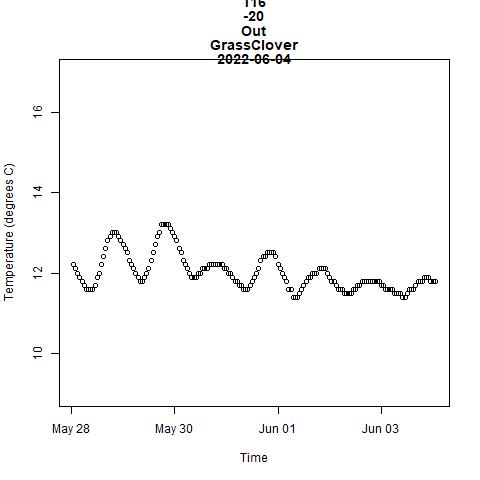 T16
-20
Out
GrassClover
2022-06-04
Temperature (degrees C)
16
14
12
10
May 28
May 30
Jun 01
Jun 03
Time